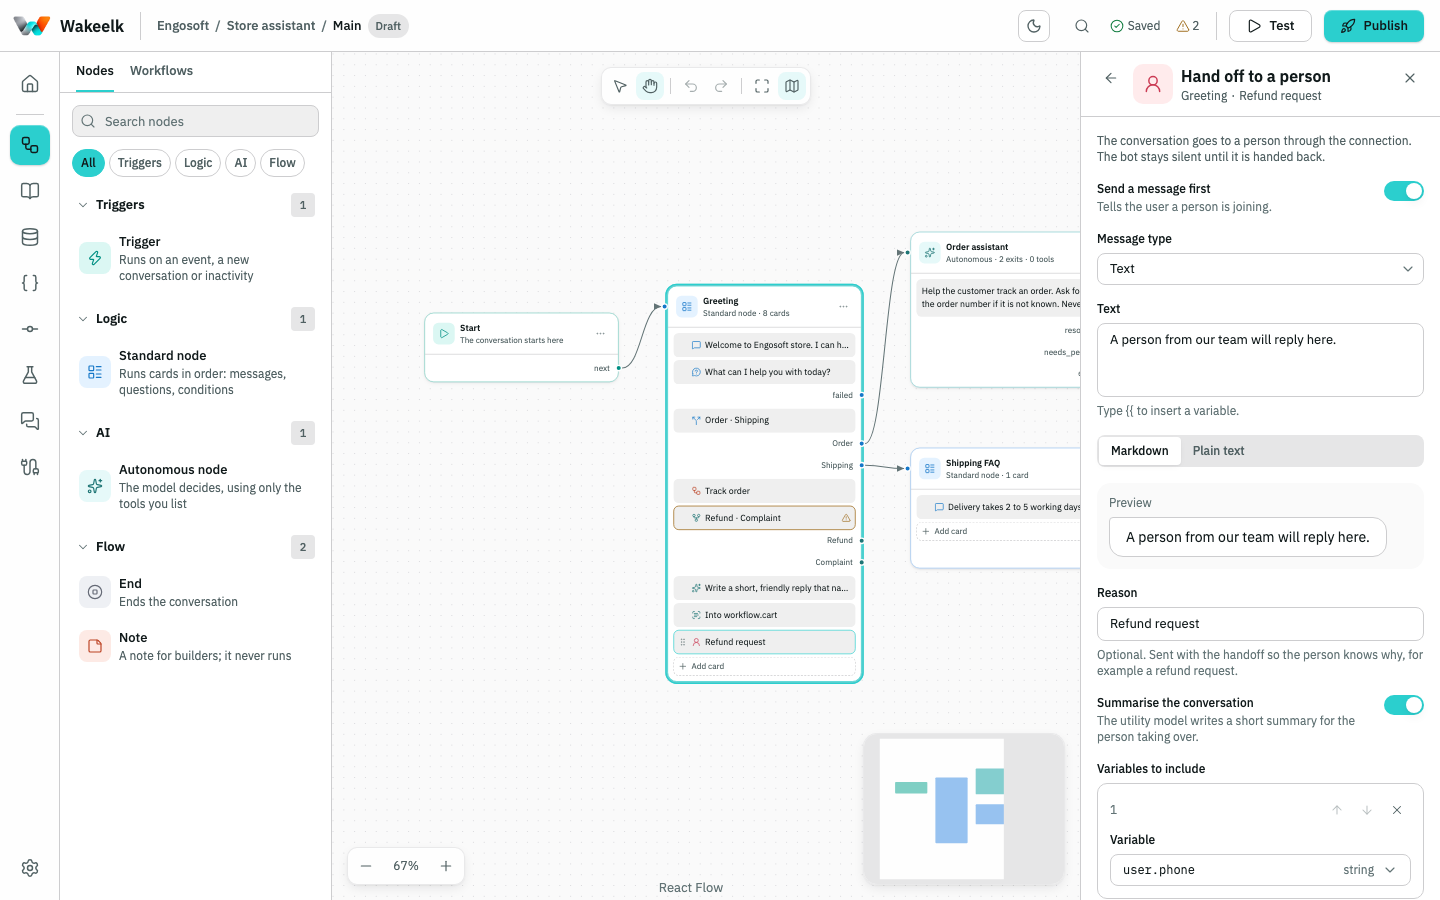 Wakeelk
Engosoft / Store assistant / Main Draft
Saved
2
Test
Publish
Nodes Workflows
Search nodes
All Triggers Logic AI Flow
Triggers 1
Trigger
Runs on an event, a new
conversation or inactivity
Logic 1
Standard node
Runs cards in order: messages,
questions, conditions
AI 1
Autonomous node
The model decides, using only the
tools you list
Flow 2
End
Ends the conversation
Note
A note for builders; it never runs
Start
The conversation starts here
next
Greeting
Standard node · 8 cards
Welcome to Engosoft store. I can h...
What can I help you with today?
failed
Order · Shipping
Order
Shipping
Track order
Refund · Complaint
Refund
Complaint
Write a short, friendly reply that na...
Into workflow.cart
Refund request
+ Add card
Order assistant
Autonomous · 2 exits · 0 tools
Help the customer track an order. Ask fo
the order number if it is not known. Neve
reso
needs_pe
Shipping FAQ
Standard node · 1 card
Delivery takes 2 to 5 working days
+ Add card
67%
React Flow
Hand off to a person
Greeting · Refund request
The conversation goes to a person through the connection.
The bot stays silent until it is handed back.
Send a message first
Tells the user a person is joining.
Message type
Text
Text
A person from our team will reply here.
Type {{ to insert a variable.
Markdown Plain text
Preview
A person from our team will reply here.
Reason
Refund request
Optional. Sent with the handoff so the person knows why, for
example a refund request.
Summarise the conversation
The utility model writes a short summary for the
person taking over.
Variables to include
1
Variable
user.phone string